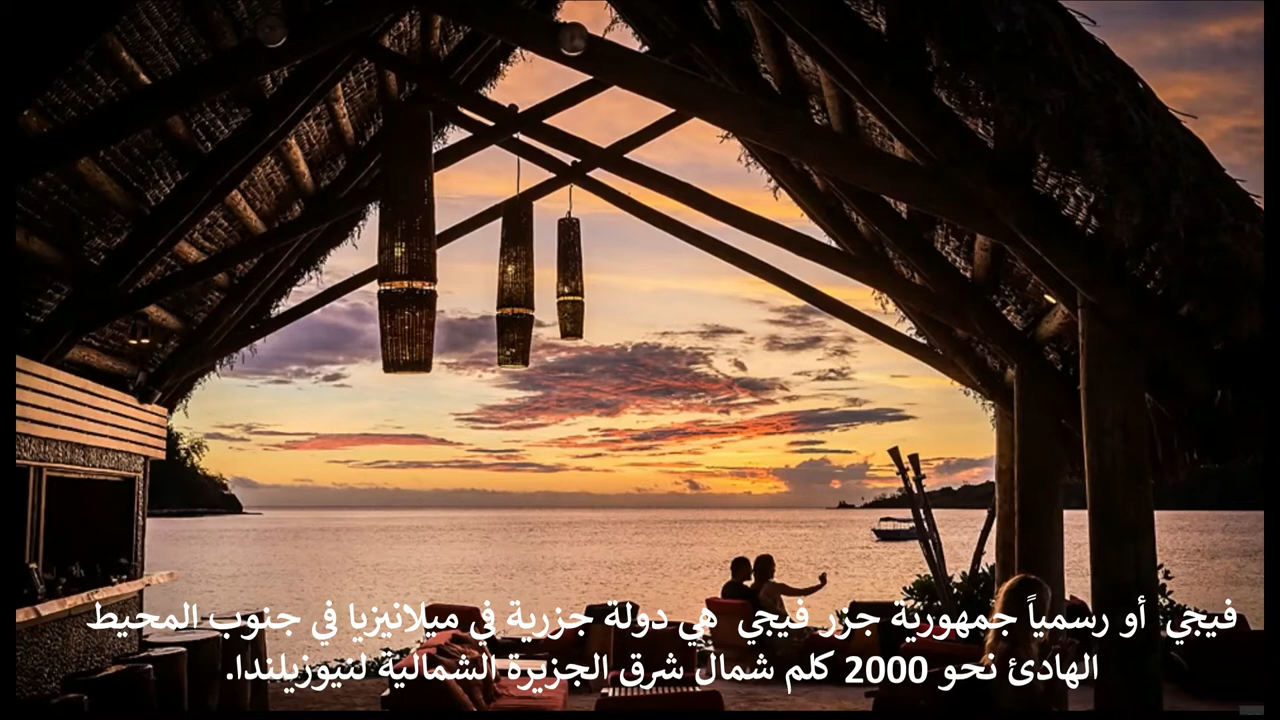 فيجي أو رسمياً جمهورية جزر فيجي هي دولة جزرية في ميلانيزيا في جنوب المحيط
الهادئ نحو 2000 كلم شمال شرق الجزيرة الشمالية لنيوزيلندا.